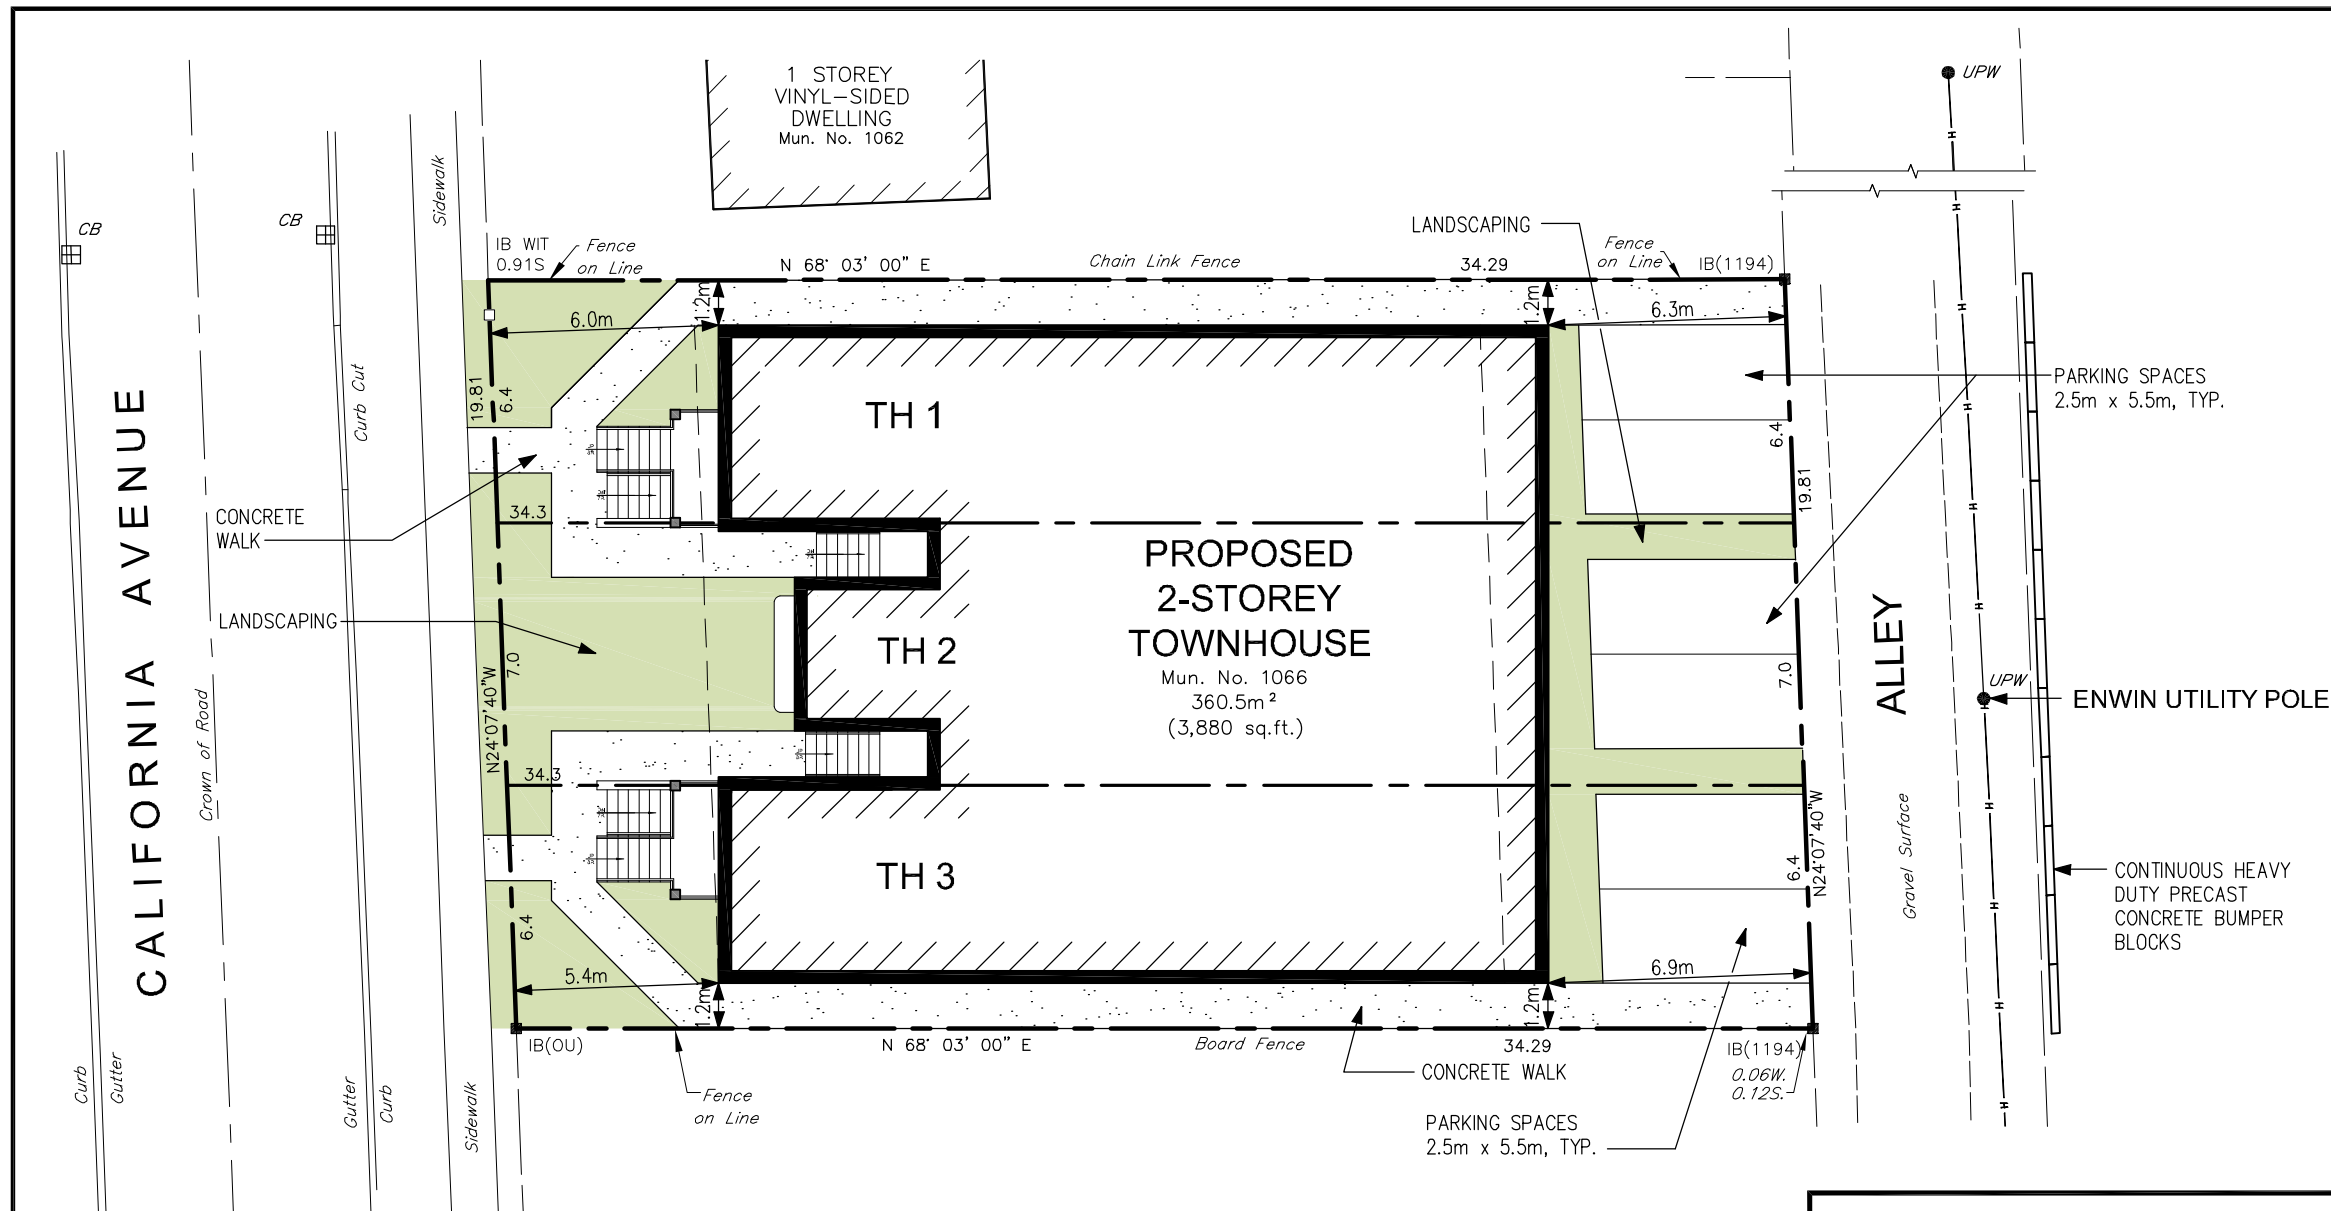 1 STOREY
VINYL-SIDED
DWELLING
Mun. No. 1062
UPW
CB
CB
Sidewalk
LANDSCAPING
IB WIT
0.91S
Fence
on Line
N 68° 03' 00" E
Chain Link Fence
34.29
Fence
on Line
IB(1194)
1.2m
1.2m
6.0m
6.3m
19.81
6.4
Curb Cut
TH 1
PARKING SPACES
2.5m x 5.5m, TYP.
6.4
19.81
CALIFORNIA AVENUE
CONCRETE
WALK
34.3
PROPOSED
2-STOREY
TOWNHOUSE
Mun. No. 1066
360.5m²
(3,880 sq.ft.)
LANDSCAPING
TH 2
7.0
7.0
N24°07'40"W
Crown of Road
ALLEY
UPW
ENWIN UTILITY POLE
34.3
TH 3
6.4
6.4
N24°07'40"W
Gravel Surface
CONTINUOUS HEAVY
DUTY PRECAST
CONCRETE BUMPER
BLOCKS
5.4m
6.9m
1.2m
1.2m
IB(OU)
N 68° 03' 00" E
Board Fence
34.29
IB(1194)
0.06W.
0.12S.
CONCRETE WALK
Fence
on Line
PARKING SPACES
2.5m x 5.5m, TYP.
Curb
Gutter
Gutter
Curb
Sidewalk